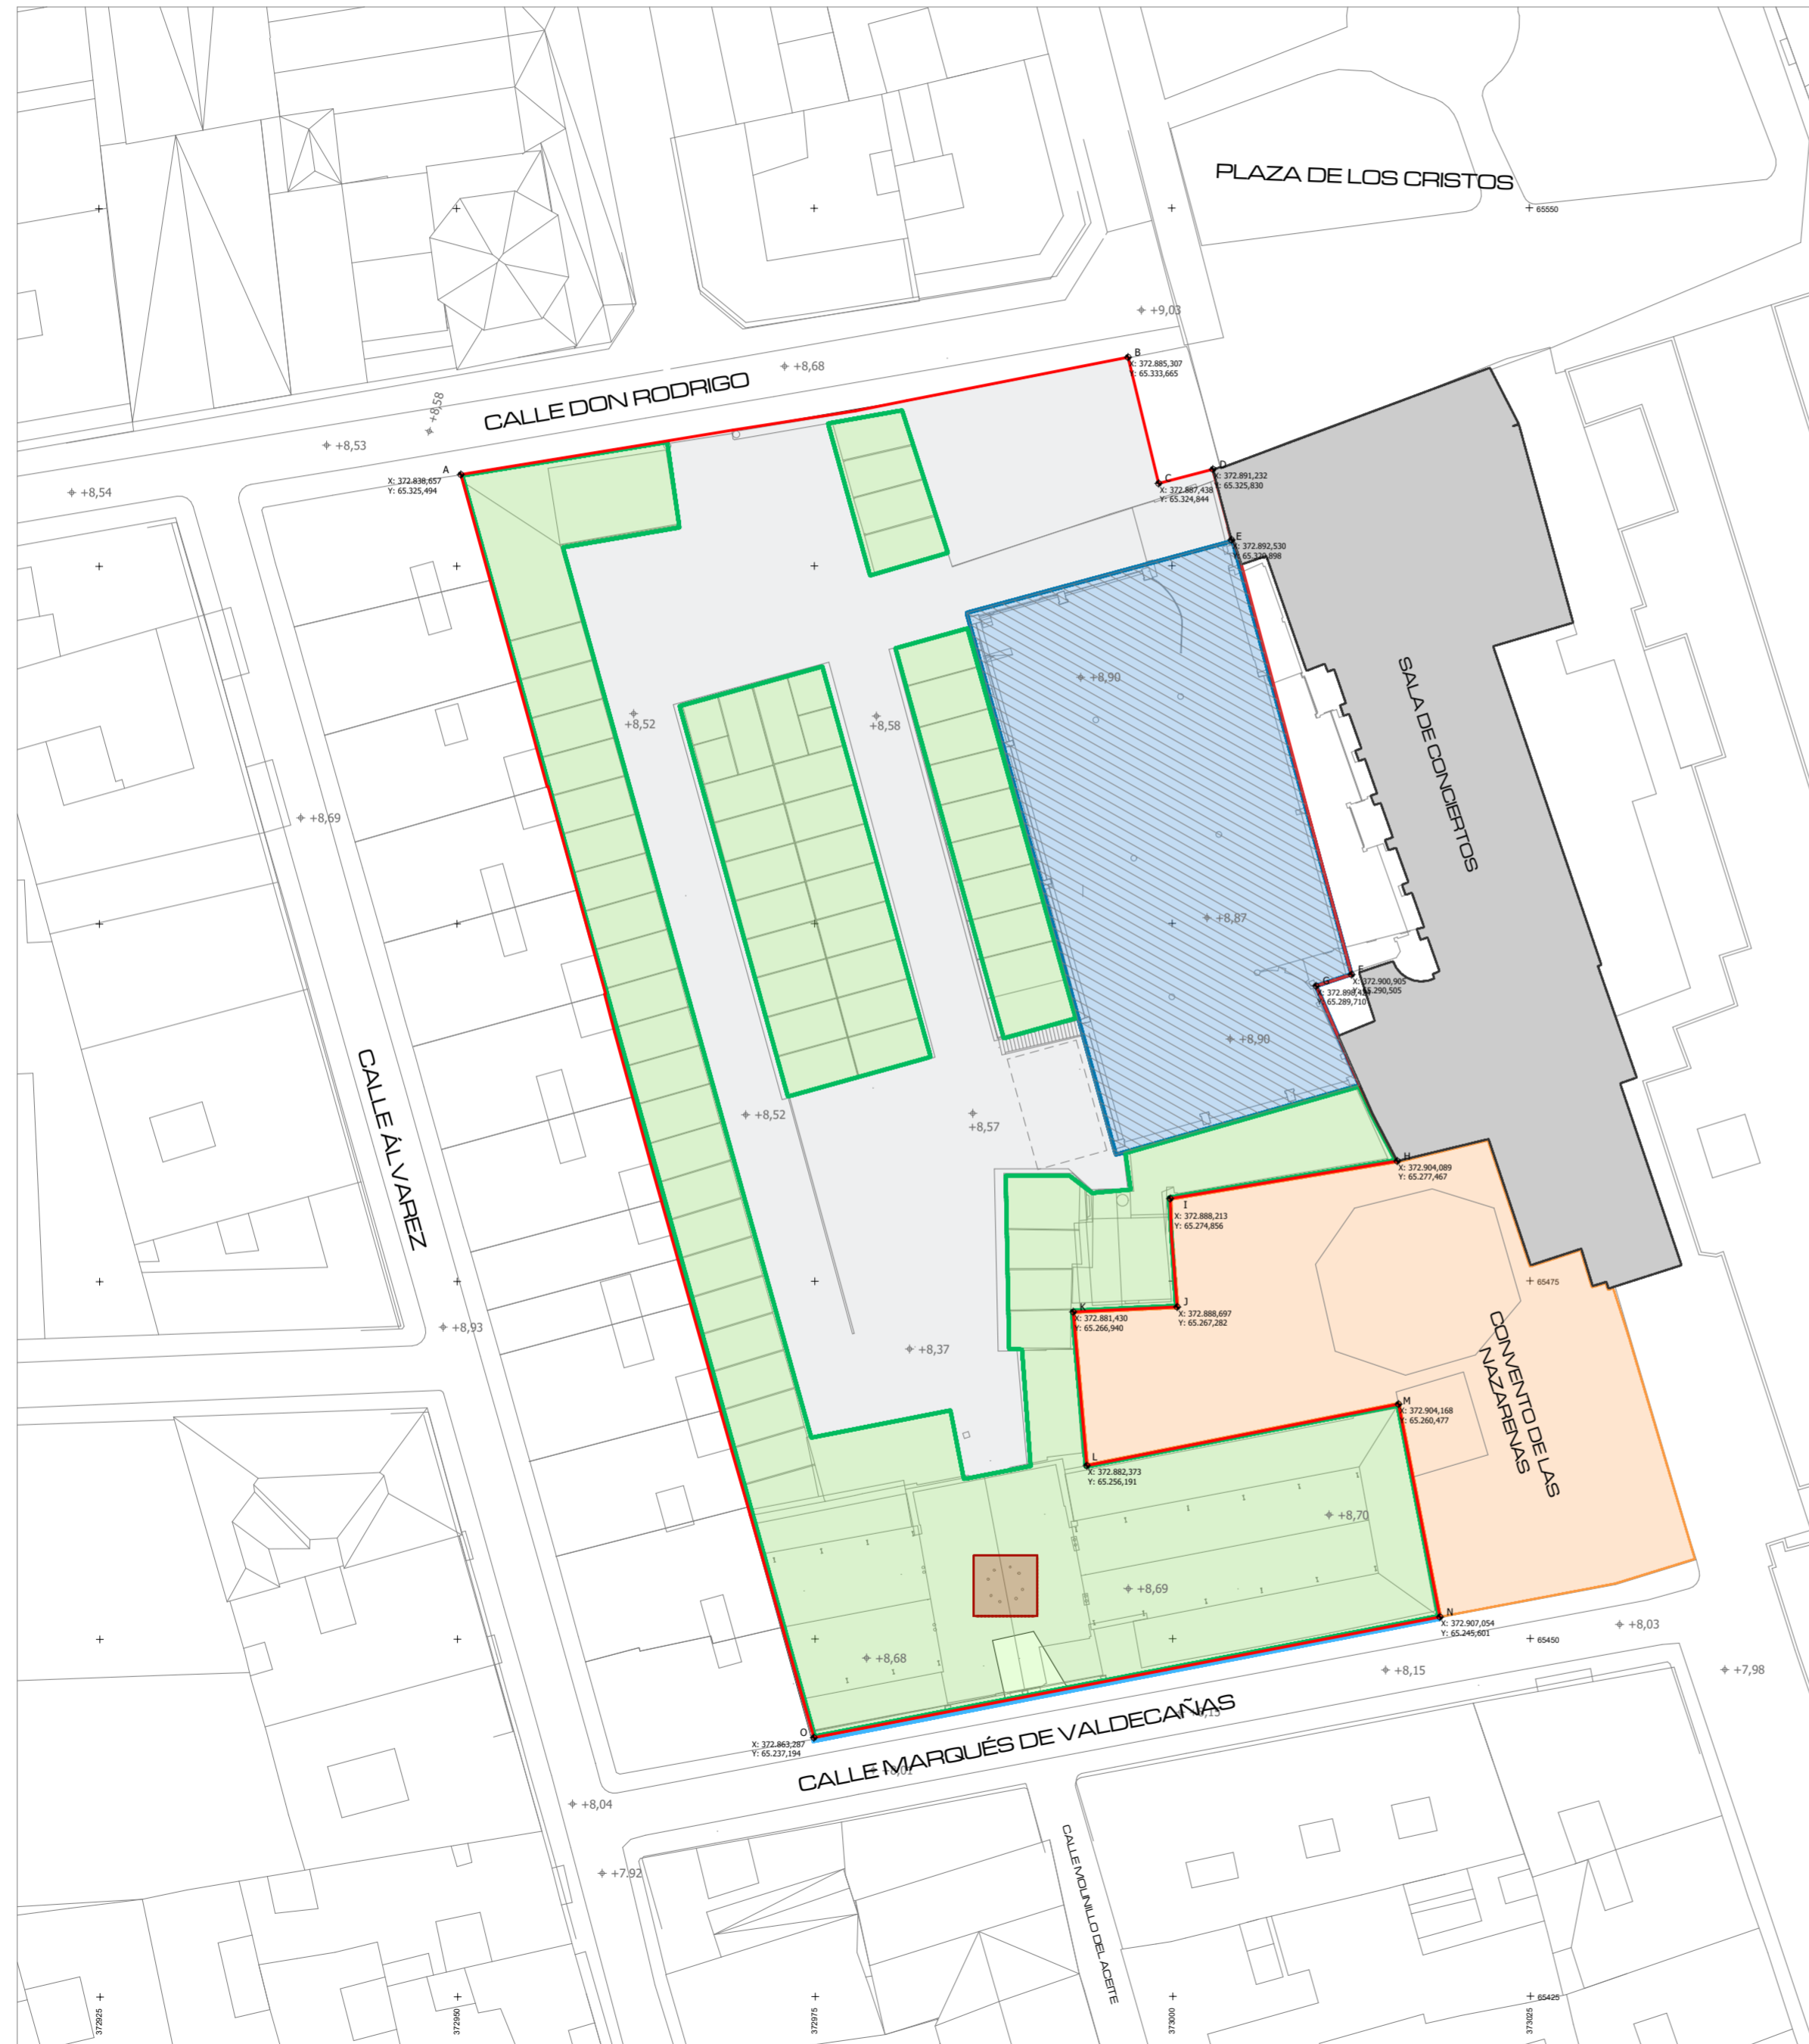 PLAZA DE LOS CRISTOS
65550
+9,03
B
X: 372.885,307
Y: 65.333,665
+8,68
CALLE DON RODRIGO
+8,58
+8,53
+8,54
A
X: 372.838,657
Y: 65.325,494
D
X: 372.891,232
Y: 65.325,830
C
X: 372.887,438
Y: 65.324,844
E
X: 372.892,530
Y: 65.320,898
+8,90
+8,52
+8,58
SALA DE CONCIERTOS
+8,69
+8,87
F
X: 372.900,905
Y: 65.290,505
G
Y: 65.289,710
+8,90
CALLE ÁLVAREZ
+8,52
+8,57
H
X: 372.904,089
Y: 65.277,467
I
X: 372.888,213
Y: 65.274,856
65475
J
X: 372.888,697
Y: 65.267,282
K
X: 372.881,430
Y: 65.266,940
+8,93
+8,37
CONVENTO DE LAS
NAZARENAS
M
X: 372.904,168
Y: 65.260,477
L
X: 372.882,373
Y: 65.256,191
+8,70
+8,69
N
X: 372.907,054
Y: 65.245,601
65450
+8,03
+8,68
+8,15
+7,98
O
X: 372.863,287
Y: 65.237,194
CALLE MARQUÉS DE VALDECAÑAS
+8,01
+8,04
+7.92
CALLE MOLINILLO DEL ACEITE
65425
372925
372950
372975
373000
373025